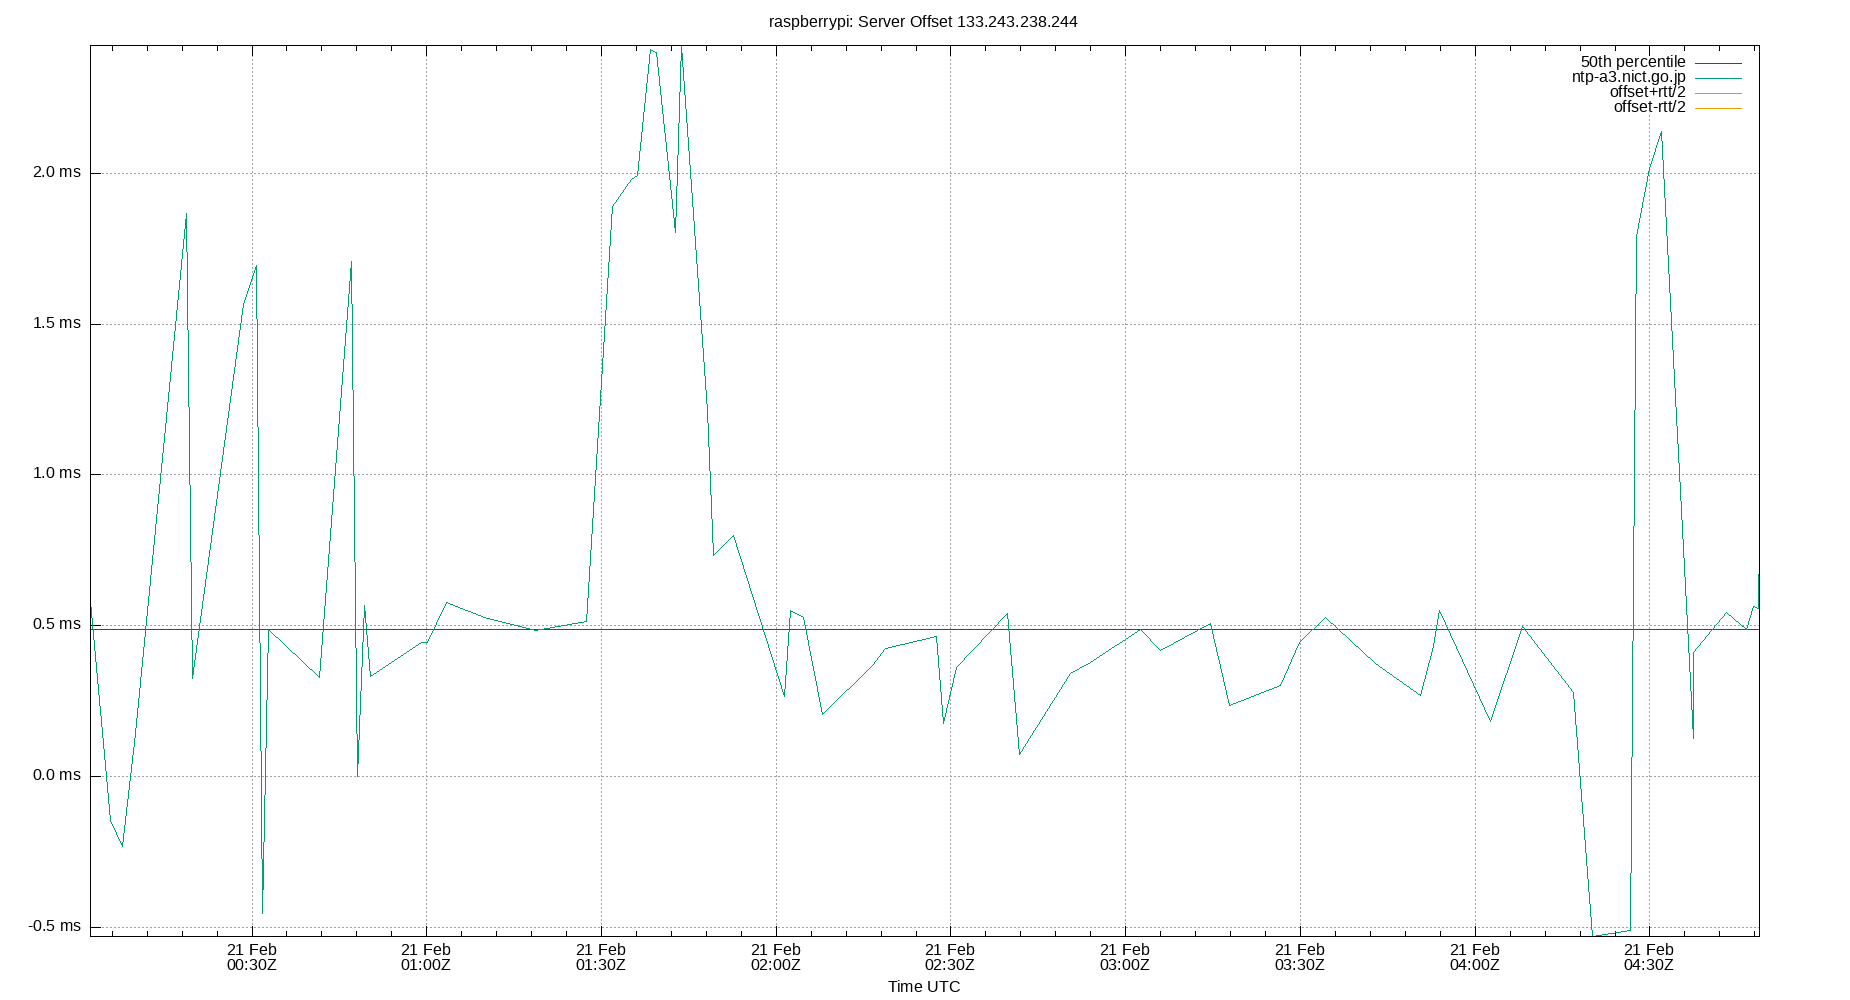 raspberrypi: Server Offset 133.243.238.244
50th percentile
ntp-a3.nict.go.jp
offset+rtt/2
offset-rtt/2
2.0 ms
1.5 ms
1.0 ms
0.5 ms
0.0 ms
-0.5 ms
21 Feb 21 Feb 21 Feb 21 Feb 21 Feb 21 Feb 21 Feb 21 Feb 21 Feb
00:30Z 01:00Z 01:30Z 02:00Z 02:30Z 03:00Z 03:30Z 04:00Z 04:30Z
Time UTC